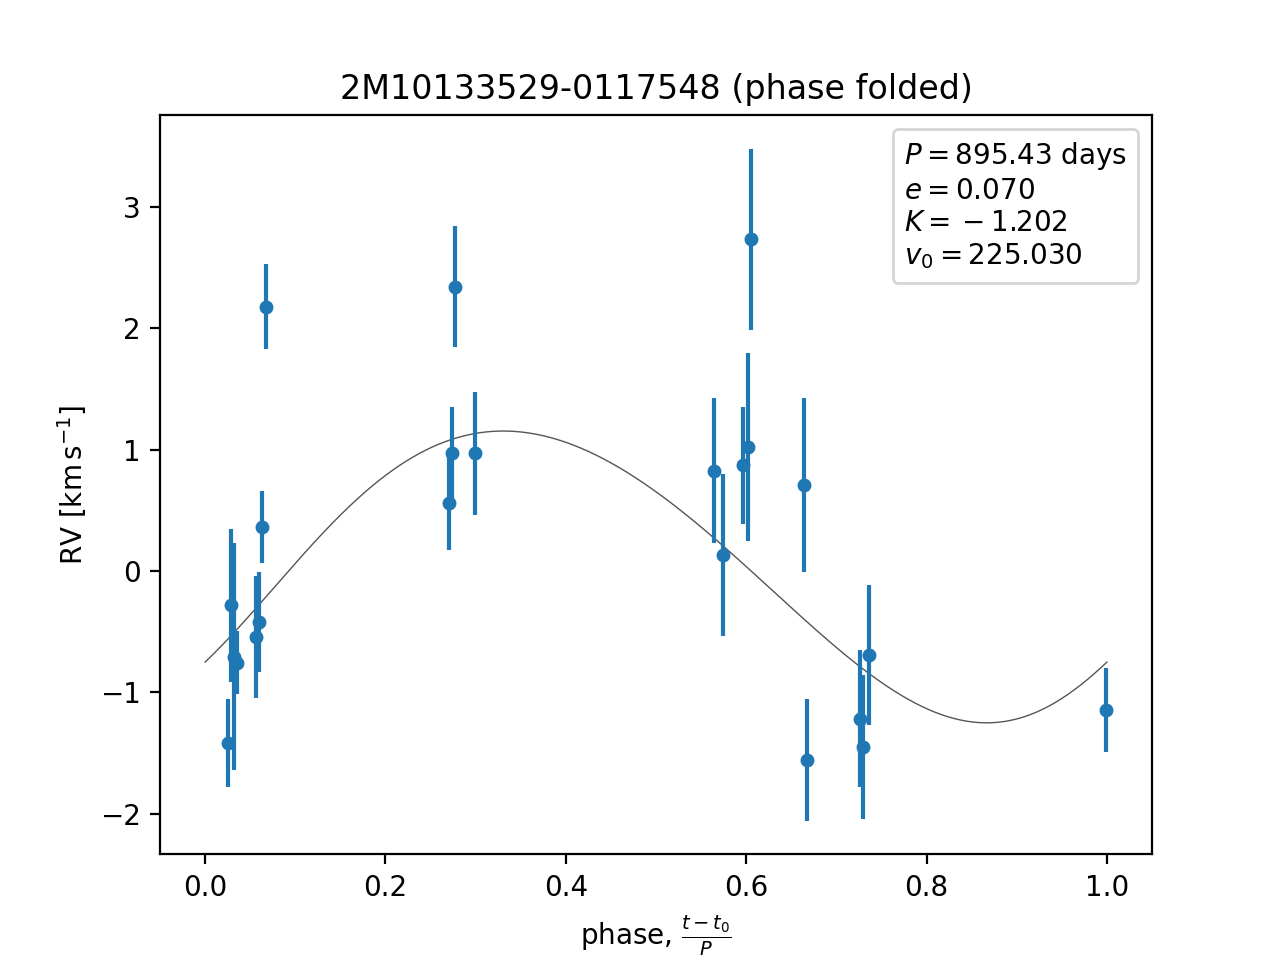 2M10133529-0117548 (phase folded)
P = 895.43 days
e = 0.070
K = −1.202
v₀ = 225.030
3
2
1
0
−1
−2
RV [km s⁻¹]
0.0 0.2 0.4 0.6 0.8 1.0
phase, (t − t₀)/P